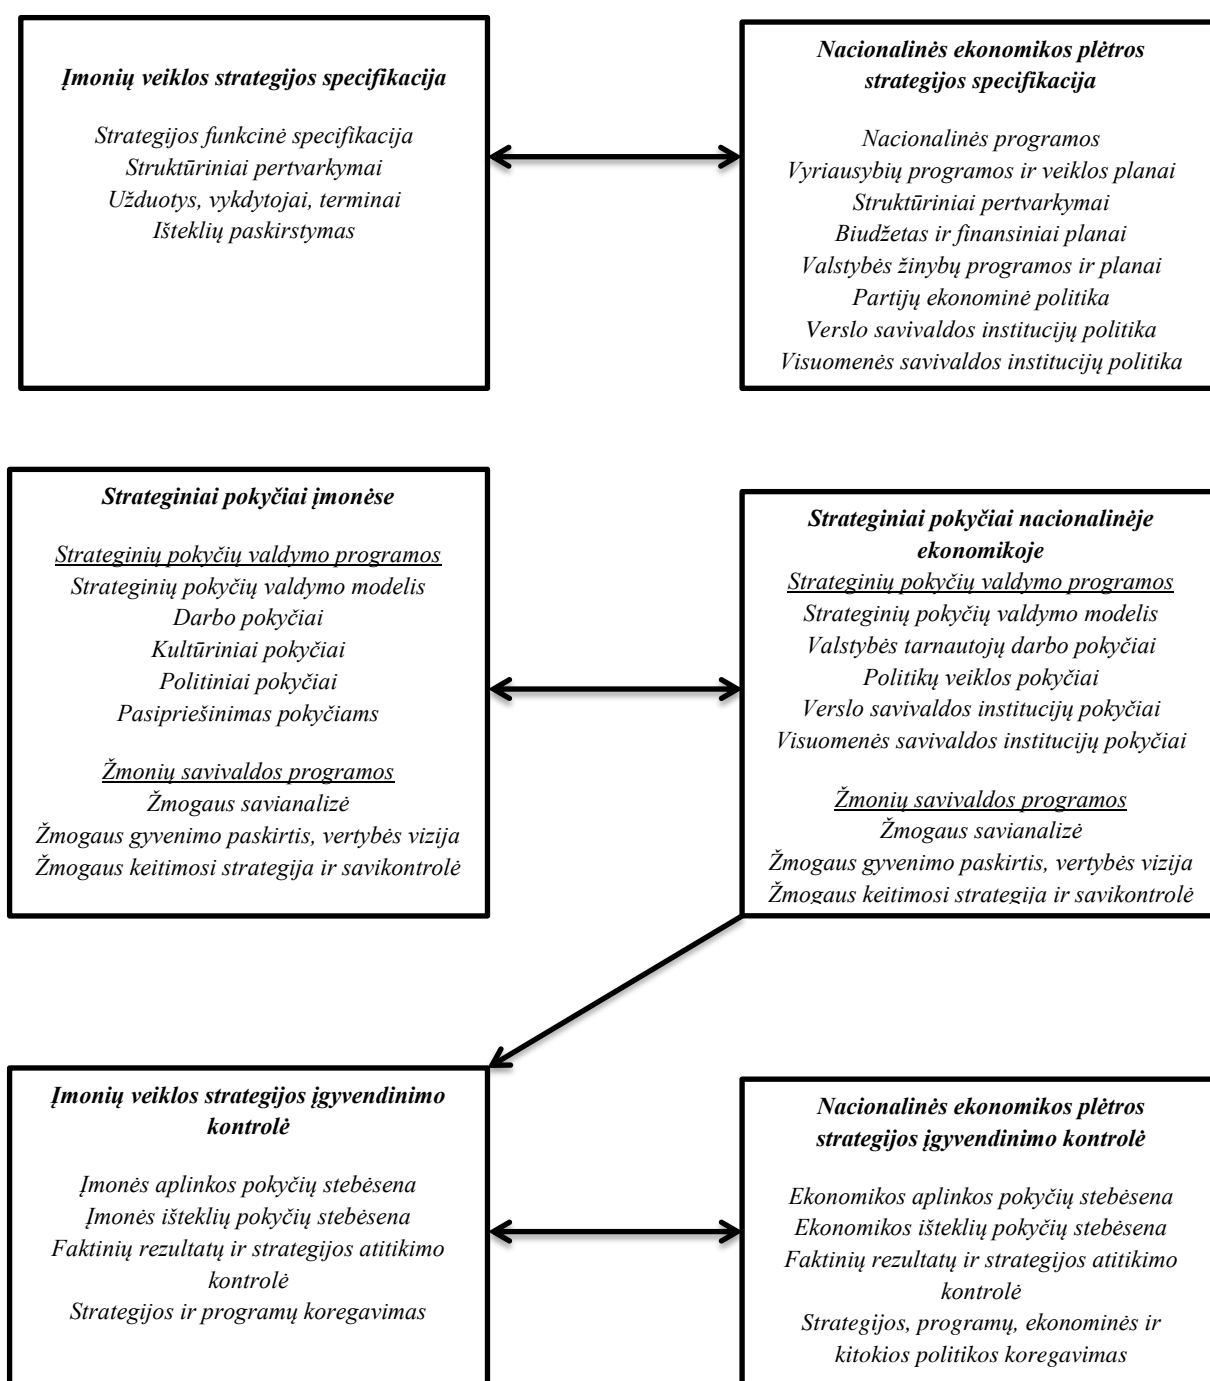 Įmonių veiklos strategijos specifikacija
Strategijos funkcinė specifikacija
Struktūriniai pertvarkymai
Užduotys, vykdytojai, terminai
Išteklių paskirstymas
Nacionalinės ekonomikos plėtros
strategijos specifikacija
Nacionalinės programos
Vyriausybių programos ir veiklos planai
Struktūriniai pertvarkymai
Biudžetas ir finansiniai planai
Valstybės žinybų programos ir planai
Partijų ekonominė politika
Verslo savivaldos institucijų politika
Visuomenės savivaldos institucijų politika
Strateginiai pokyčiai įmonėse
Strateginių pokyčių valdymo programos
Strateginių pokyčių valdymo modelis
Darbo pokyčiai
Kultūriniai pokyčiai
Politiniai pokyčiai
Pasipriešinimas pokyčiams
Žmonių savivaldos programos
Žmogaus savianalizė
Žmogaus gyvenimo paskirtis, vertybės vizija
Žmogaus keitimosi strategija ir savikontrolė
Strateginiai pokyčiai nacionalinėje
ekonomikoje
Strateginių pokyčių valdymo programos
Strateginių pokyčių valdymo modelis
Valstybės tarnautojų darbo pokyčiai
Politikų veiklos pokyčiai
Verslo savivaldos institucijų pokyčiai
Visuomenės savivaldos institucijų pokyčiai
Žmonių savivaldos programos
Žmogaus savianalizė
Žmogaus gyvenimo paskirtis, vertybės vizija
Žmogaus keitimosi strategija ir savikontrolė
Įmonių veiklos strategijos įgyvendinimo
kontrolė
Įmonės aplinkos pokyčių stebėsena
Įmonės išteklių pokyčių stebėsena
Faktinių rezultatų ir strategijos atitikimo
kontrolė
Strategijos ir programų koregavimas
Nacionalinės ekonomikos plėtros
strategijos įgyvendinimo kontrolė
Ekonomikos aplinkos pokyčių stebėsena
Ekonomikos išteklių pokyčių stebėsena
Faktinių rezultatų ir strategijos atitikimo
kontrolė
Strategijos, programų, ekonominės ir
kitokios politikos koregavimas